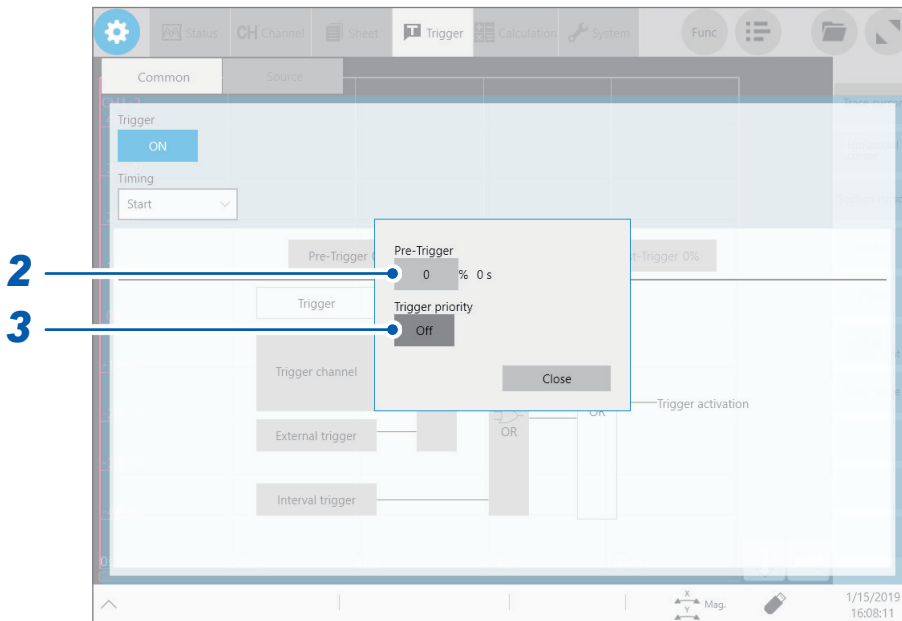 Status CH Channel Sheet Trigger Calculation System Func
Common Source
Trigger
ON
Timing
Start
Pre-Trigger
Pre-Trigger
2 0 % 0 s
t-Trigger 0%
3 Trigger priority
Off
Close
Trigger
Trigger channel
External trigger
Interval trigger
OR
OR
Trigger activation
X
Y
Mag.
1/15/2019
16:08:11